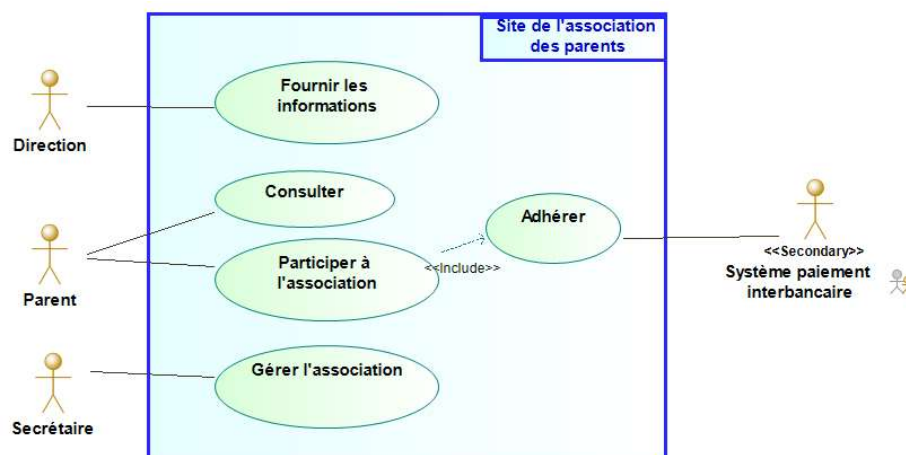 Site de l'association
des parents
Fournir les
informations
Direction
Consulter
Adhérer
Parent
Participer à
l'association
<<Include>>
<<Secondary>>
Système paiement
interbancaire
Gérer l'association
Secrétaire